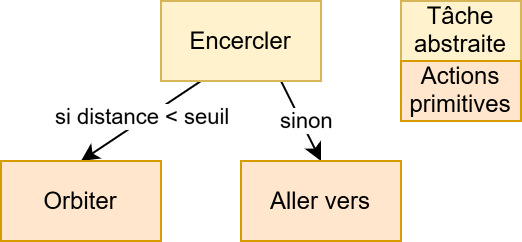 Encercler
Tâche
abstraite
Actions
primitives
si distance < seuil
sinon
Orbiter
Aller vers